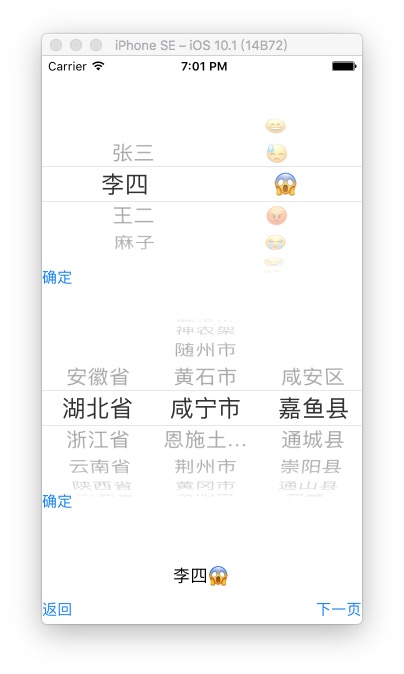 iPhone SE – iOS 10.1 (14B72)
Carrier 7:01 PM
😁
张三 😓
李四 😱
王二 😡
麻子 😂
确定
神农架
随州市
安徽省 黄石市 咸安区
湖北省 咸宁市 嘉鱼县
浙江省 恩施土... 通城县
云南省 荆州市 崇阳县
陕西省 黄冈市 通山县
确定
李四😱
返回 下一页